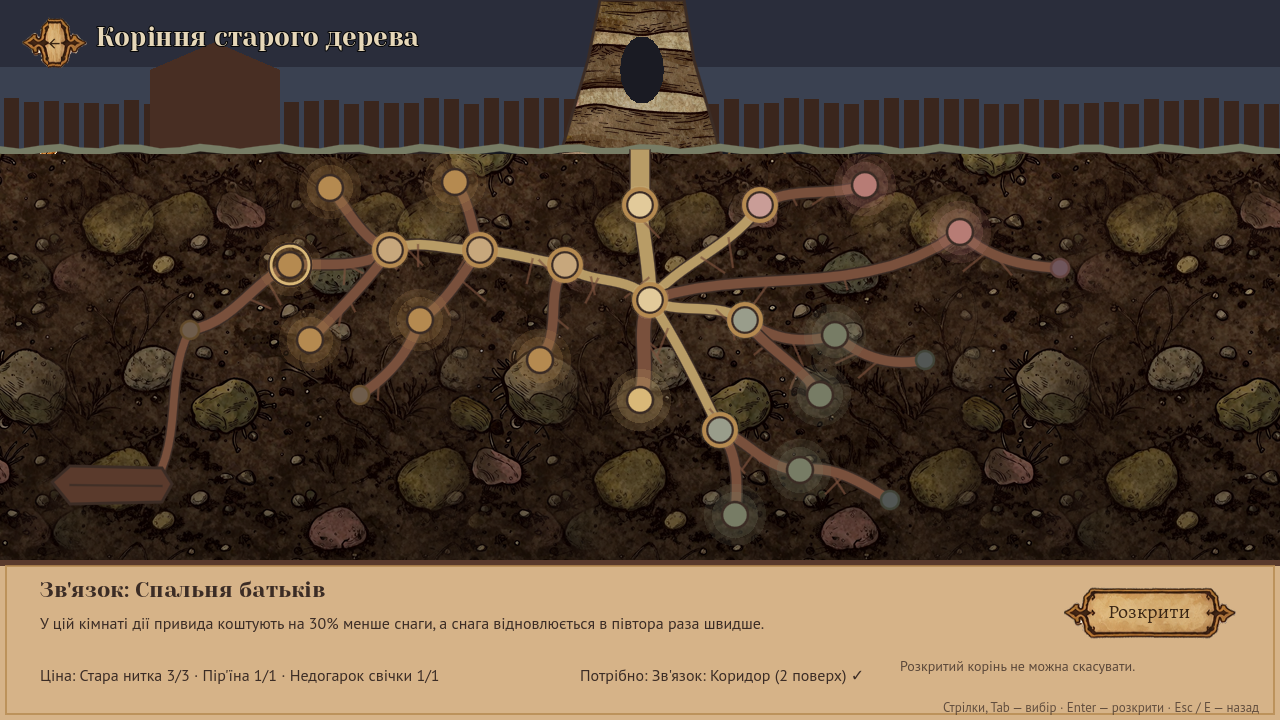 Коріння старого дерева
Зв'язок: Спальня батьків
У цій кімнаті дії привида коштують на 30% менше снаги, а снага відновлюється в півтора раза швидше.
Розкрити
Ціна: Стара нитка 3/3 · Пір'їна 1/1 · Недогарок свічки 1/1
Потрібно: Зв'язок: Коридор (2 поверх) ✓
Розкритий корінь не можна скасувати.
Стрілки, Tab — вибір · Enter — розкрити · Esc / E — назад